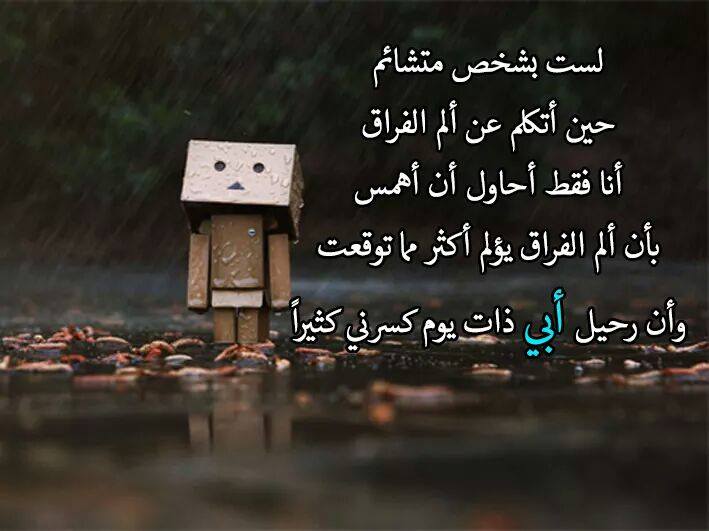 لست بشخص متشائم
حين أتكلم عن ألم الفراق
أنا فقط أحاول أن أهمس
بأن ألم الفراق يؤلم أكثر مما توقعت
وأن رحيل أبي ذات يوم كسرني كثيراً